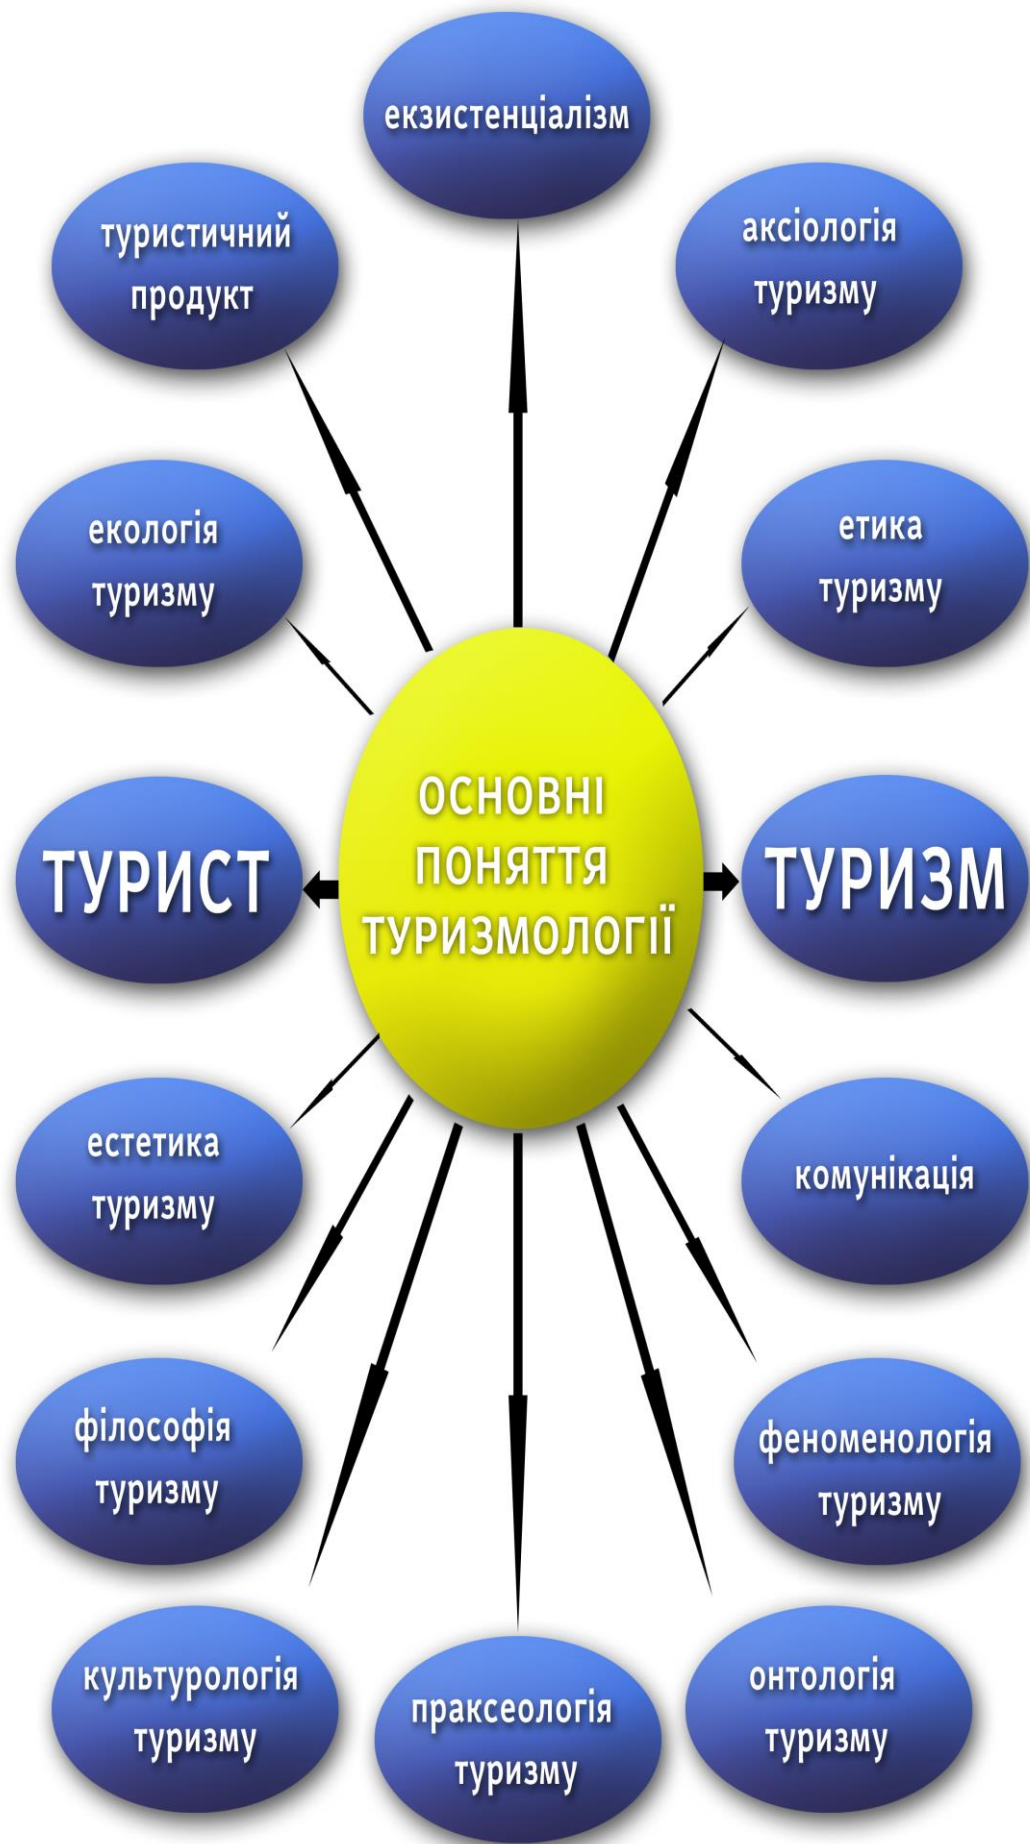 екзистенціалізм
туристичний
продукт
аксіологія
туризму
екологія
туризму
етика
туризму
ТУРИСТ
ОСНОВНІ
ПОНЯТТЯ
ТУРИЗМОЛОГІЇ
ТУРИЗМ
естетика
туризму
комунікація
філософія
туризму
феноменологія
туризму
культурологія
туризму
праксеологія
туризму
онтологія
туризму